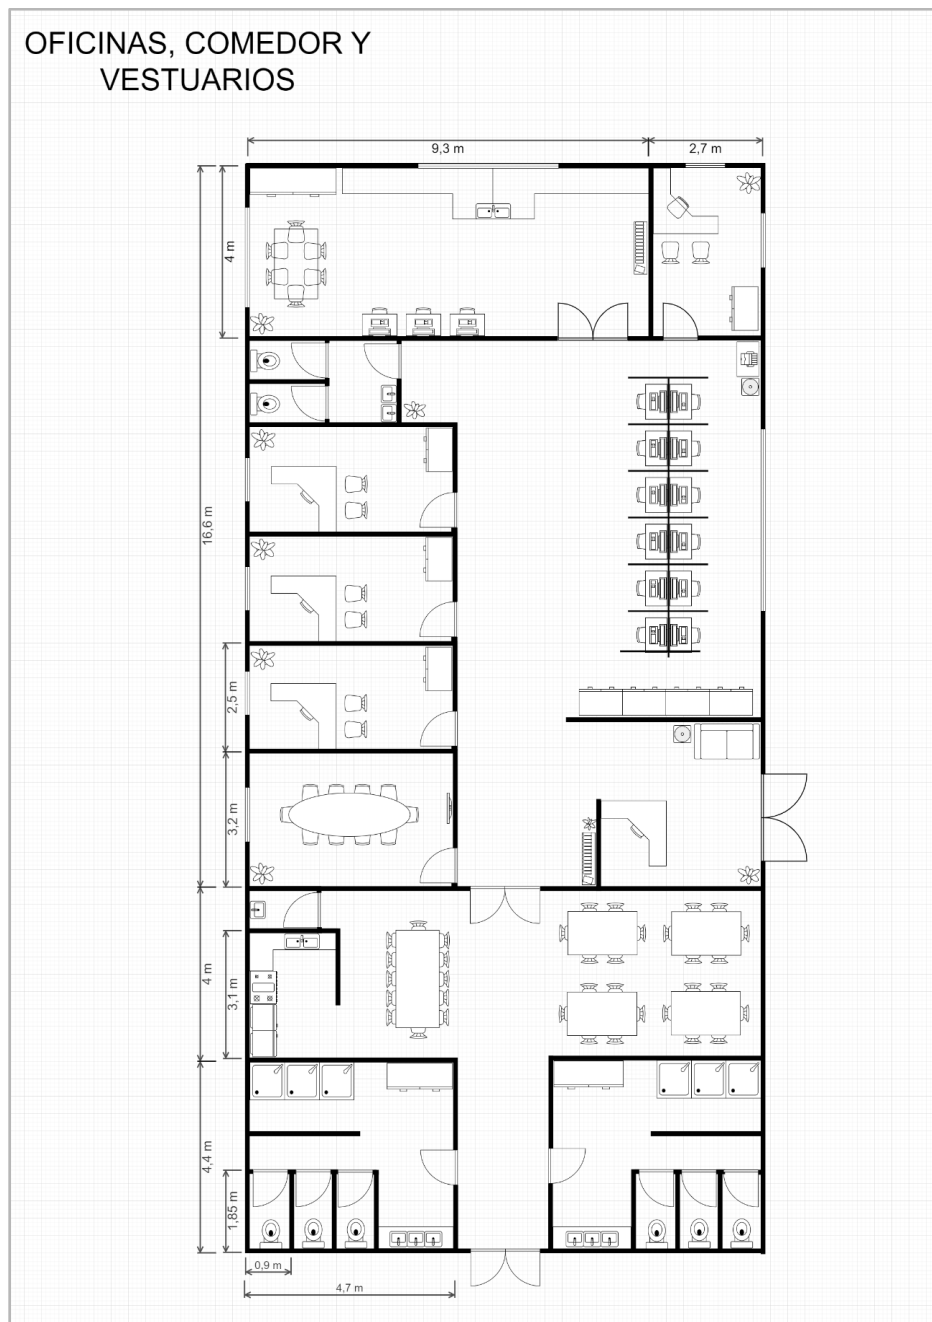 OFICINAS, COMEDOR Y
VESTUARIOS
9,3 m
2,7 m
4 m
16,6 m
2,5 m
3,2 m
4 m
3,1 m
4,4 m
1,85 m
0,9 m
4,7 m